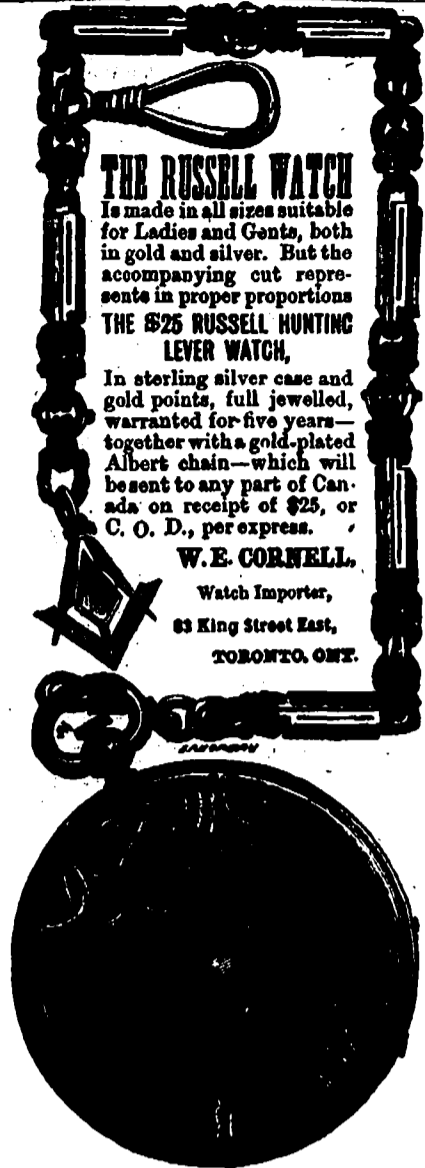 THE RUSSELL WATCH
Is made in all sizes suitable
for Ladies and Gents, both
in gold and silver. But the
accompanying cut repre-
sents in proper proportions
THE $25 RUSSELL HUNTING
LEVER WATCH,
In sterling silver case and
gold points, full jewelled,
warranted for five years—
together with a gold-plated
Albert chain—which will
be sent to any part of Can-
ada on receipt of $25, or
C. O. D., per express.
W. E. CORNELL,
Watch Importer,
83 King Street East,
TORONTO, ONT.